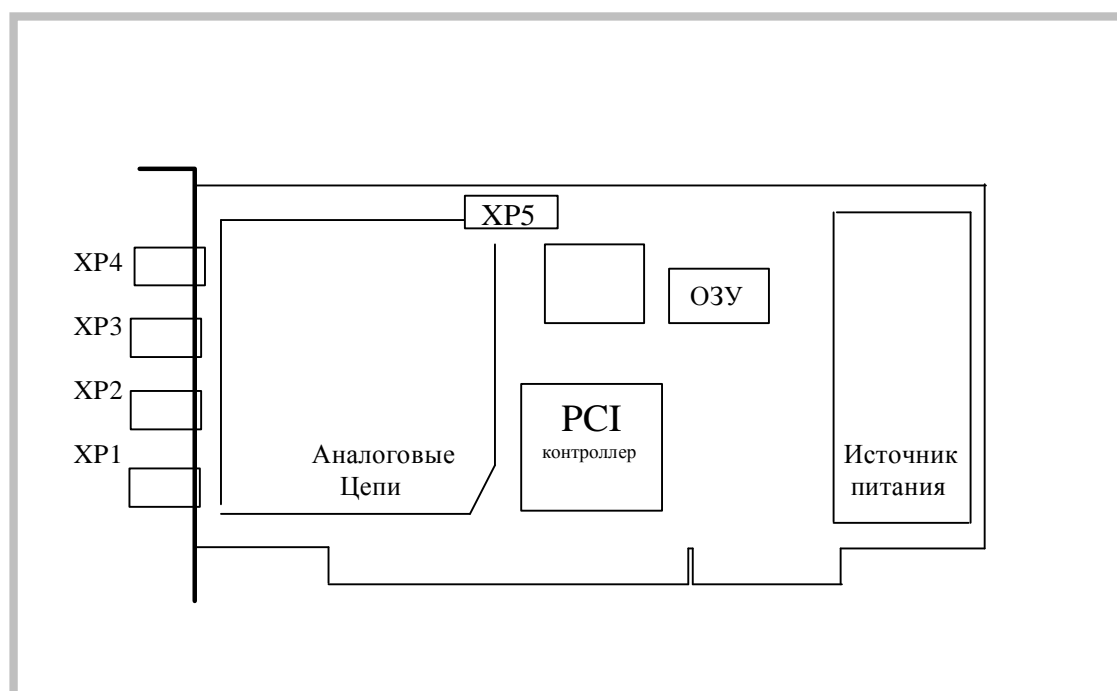 XP5
XP4
ОЗУ
XP3
XP2
PCI
контроллер
XP1
Аналоговые
Цепи
Источник
питания